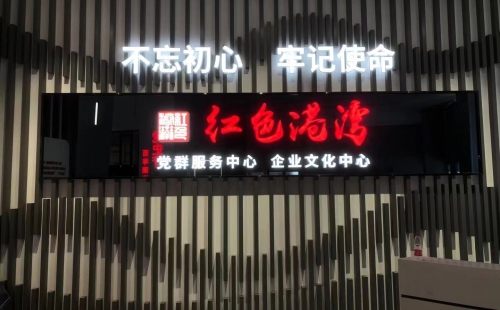 不忘初心 牢记使命
红色港湾
党群服务中心 企业文化中心